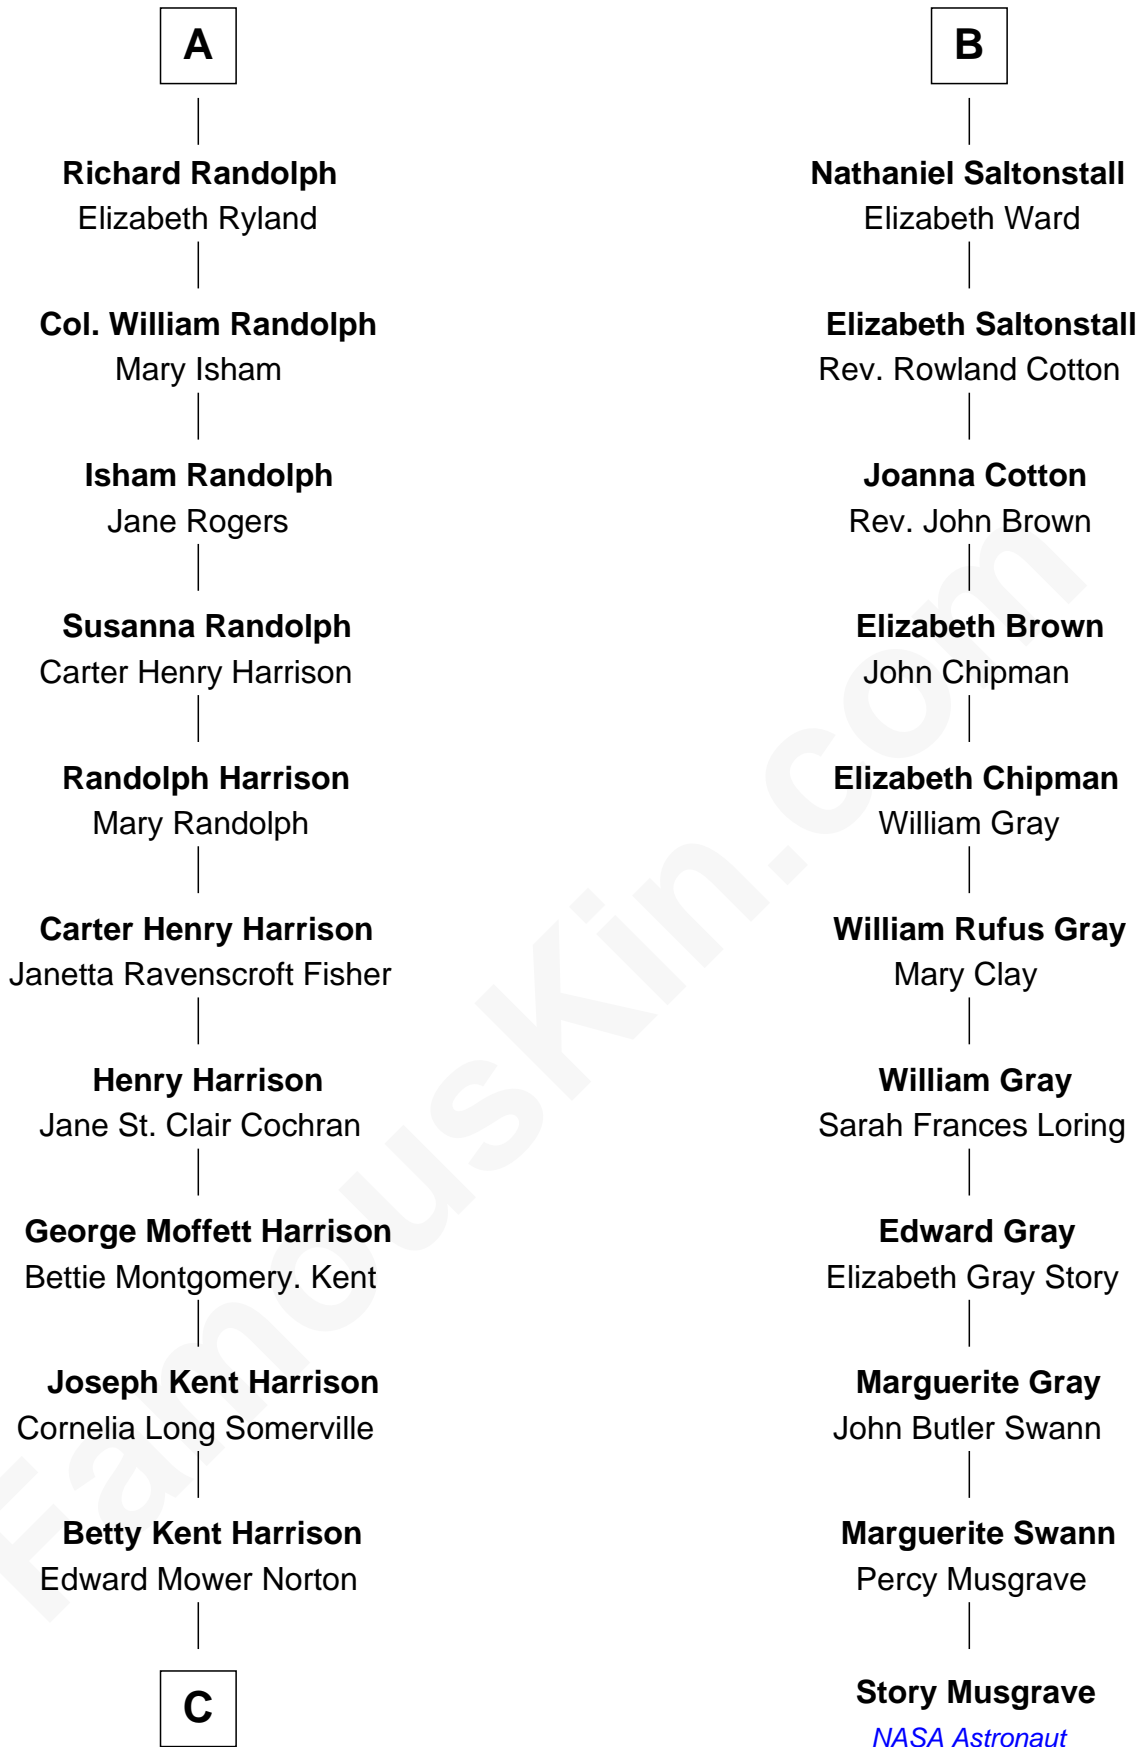 A
Richard Randolph
Elizabeth Ryland
Col. William Randolph
Mary Isham
Isham Randolph
Jane Rogers
Susanna Randolph
Carter Henry Harrison
Randolph Harrison
Mary Randolph
Carter Henry Harrison
Janetta Ravenscroft Fisher
Henry Harrison
Jane St. Clair Cochran
George Moffett Harrison
Bettie Montgomery. Kent
Joseph Kent Harrison
Cornelia Long Somerville
Betty Kent Harrison
Edward Mower Norton
C
B
Nathaniel Saltonstall
Elizabeth Ward
Elizabeth Saltonstall
Rev. Rowland Cotton
Joanna Cotton
Rev. John Brown
Elizabeth Brown
John Chipman
Elizabeth Chipman
William Gray
William Rufus Gray
Mary Clay
William Gray
Sarah Frances Loring
Edward Gray
Elizabeth Gray Story
Marguerite Gray
John Butler Swann
Marguerite Swann
Percy Musgrave
Story Musgrave
NASA Astronaut
FamousKin.com